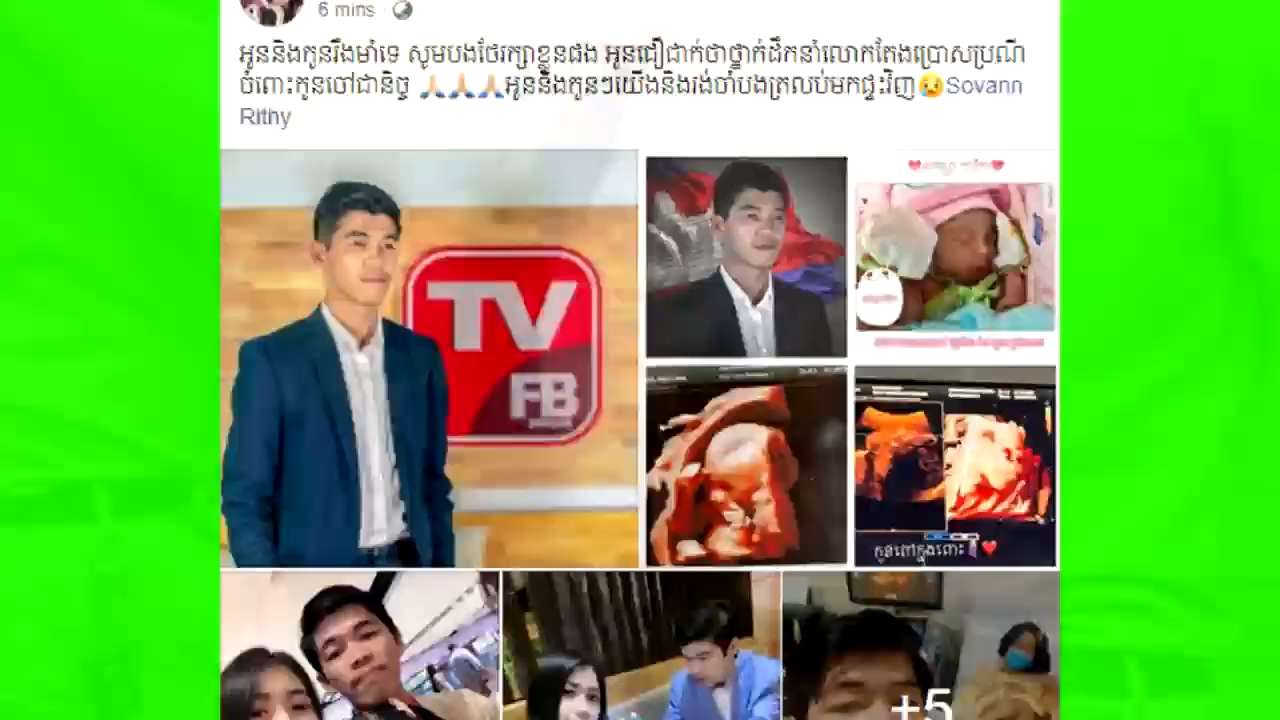 6 mins
អូននិងកូនរឹងមាំទេ សូមបងថែរក្សាខ្លួនផង អូនជឿជាក់ថាថ្នាក់ដឹកនាំលោកតែងប្រោសប្រណី
ចំពោះកូនចៅជានិច្ច 🙏🏻🙏🏻🙏🏻អូននឹងកូនៗយើងនិងរង់ចាំបងត្រលប់មកផ្ទះវិញ😥Sovann
Rithy
TV
FB
កូននៅក្នុងពោះ
+5